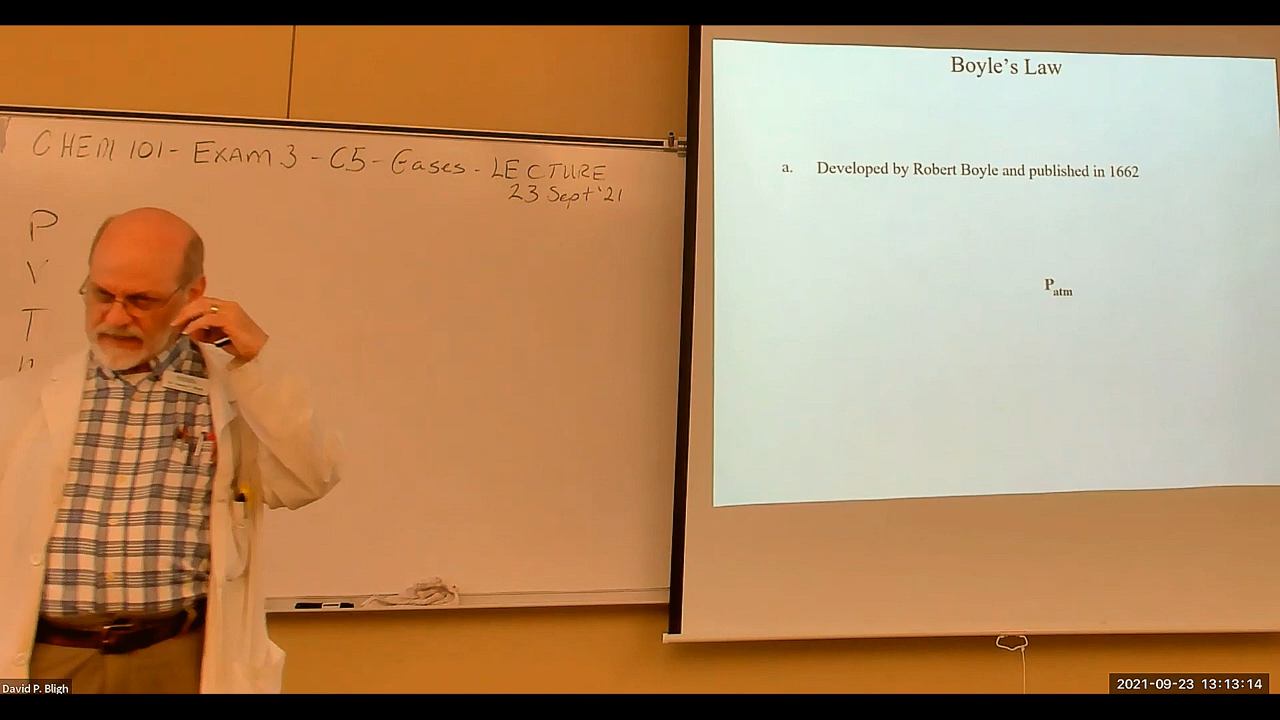 CHEM 101 - EXAM 3 - C5 - Gases - LECTURE
23 Sept '21
P
V
T
n
Boyle's Law
a. Developed by Robert Boyle and published in 1662
P atm
David P. Bligh
2021-09-23 13:13:14